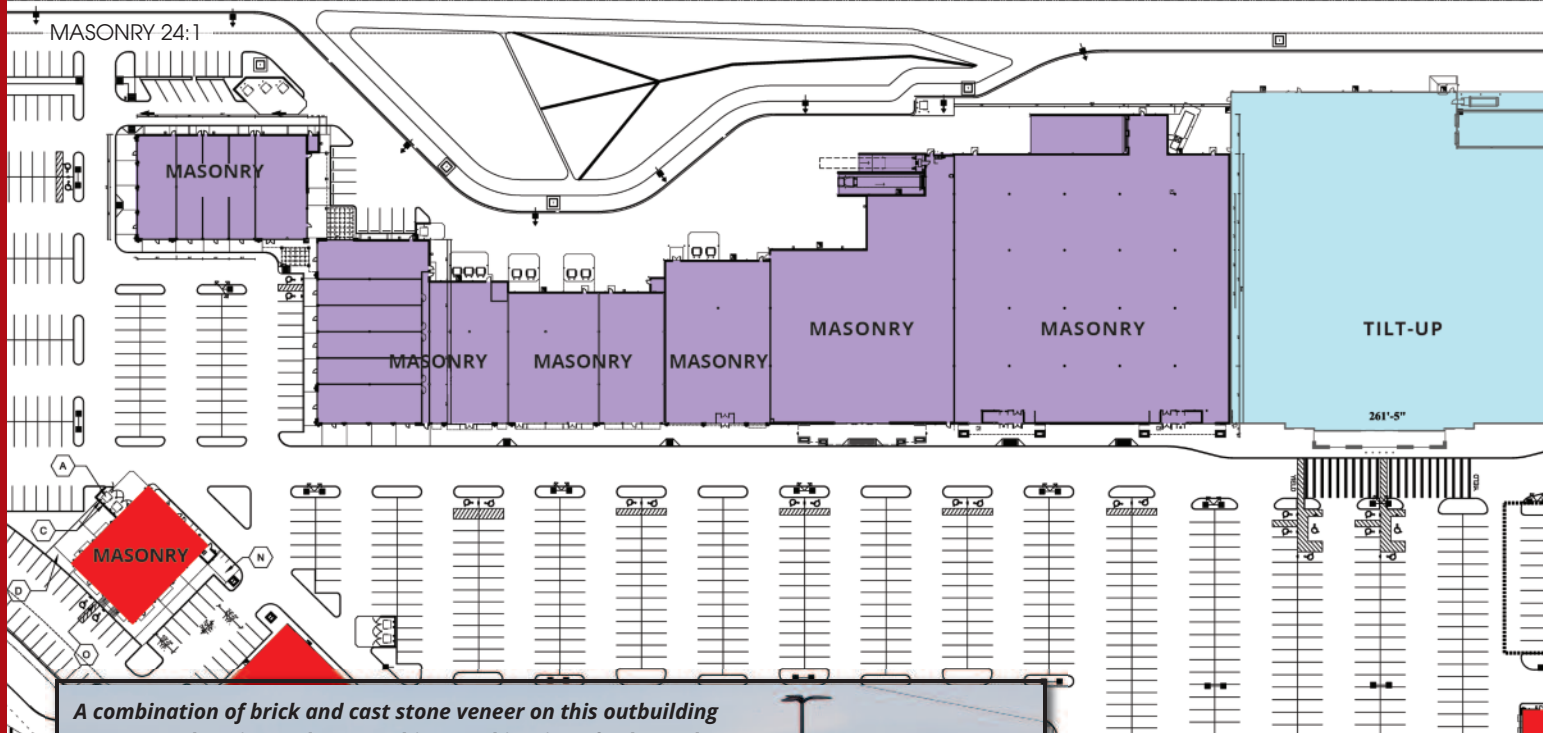 MASONRY 24:1
MASONRY
MASONRY
MASONRY
MASONRY
MASONRY
MASONRY
TILT-UP
261'-5"
A
C
MASONRY
N
D
O
A combination of brick and cast stone veneer on this outbuilding